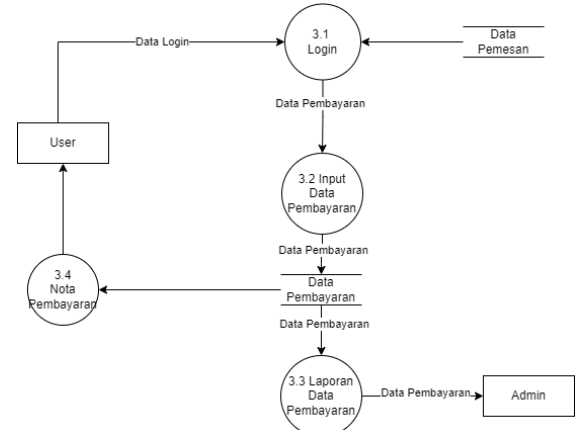 3.1
Login
Data Login
Data
Pemesan
Data Pembayaran
User
3.2 Input
Data
Pembayaran
Data Pembayaran
3.4
Nota
Pembayaran
Data
Pembayaran
Data Pembayaran
3.3 Laporan
Data
Pembayaran
Data Pembayaran
Admin